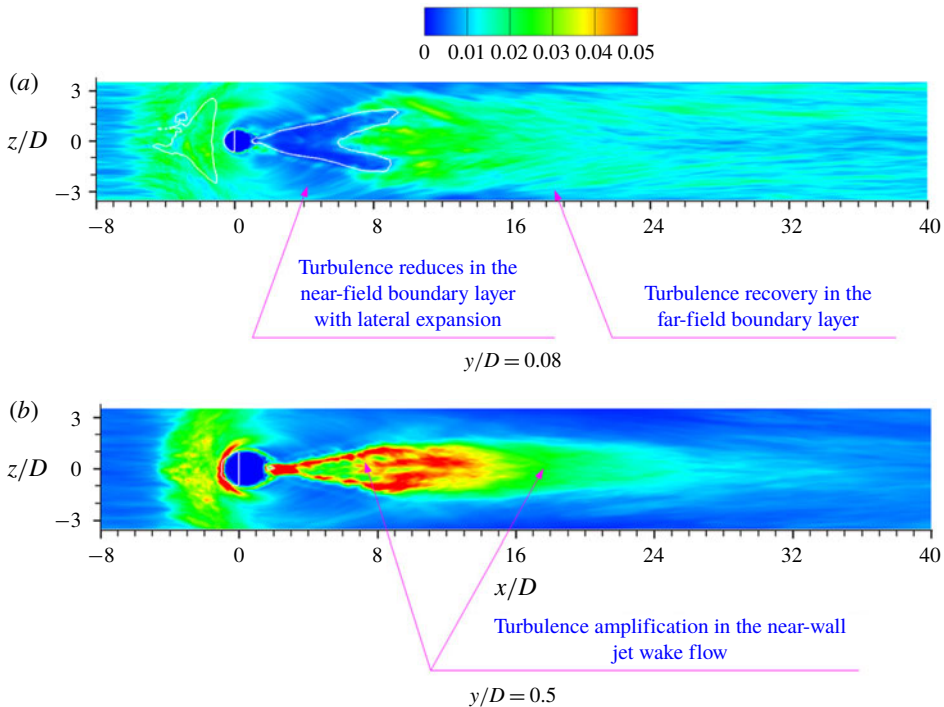 0 0.01 0.02 0.03 0.04 0.05
(a)
z/D
3
0
−3
−8 0 8 16 24 32 40
Turbulence reduces in the
near-field boundary layer
with lateral expansion
Turbulence recovery in the
far-field boundary layer
y/D = 0.08
(b)
z/D
3
0
−3
−8 0 8 16 24 32 40
x/D
Turbulence amplification in the near-wall
jet wake flow
y/D = 0.5